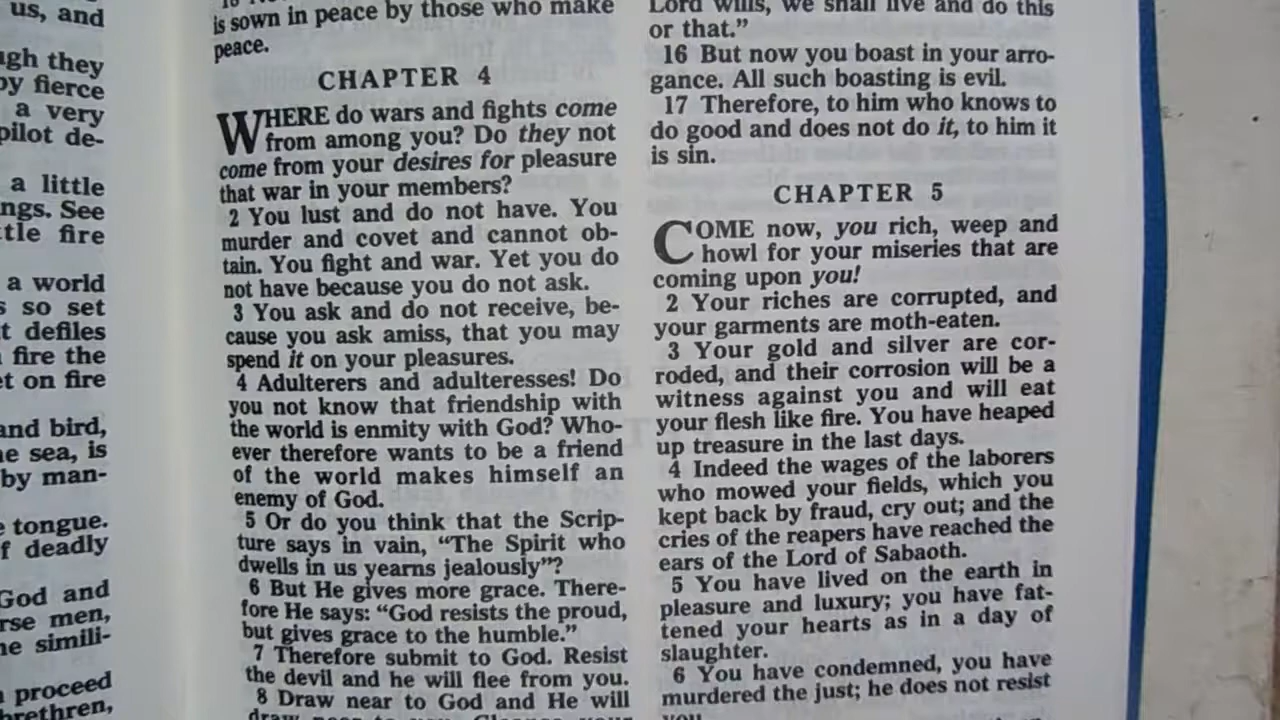 us, and
ugh they
by fierce
a very
pilot de-
a little
ngs. See
tle fire
a world
s so set
t defiles
fire the
et on fire
and bird,
e sea, is
by man-
e tongue.
f deadly
God and
rse men,
he simili-
proceed
brethren,
18
is sown in peace by those who make
peace.
CHAPTER 4
WHERE do wars and fights come
from among you? Do they not
come from your desires for pleasure
that war in your members?
2 You lust and do not have. You
murder and covet and cannot ob-
tain. You fight and war. Yet you do
not have because you do not ask.
3 You ask and do not receive, be-
cause you ask amiss, that you may
spend it on your pleasures.
4 Adulterers and adulteresses! Do
you not know that friendship with
the world is enmity with God? Who-
ever therefore wants to be a friend
of the world makes himself an
enemy of God.
5 Or do you think that the Scrip-
ture says in vain, “The Spirit who
dwells in us yearns jealously”?
6 But He gives more grace. There-
fore He says: “God resists the proud,
but gives grace to the humble.”
7 Therefore submit to God. Resist
the devil and he will flee from you.
8 Draw near to God and He will
draw near to you. Cleanse your
Lord wills, we shall live and do this
or that.”
16 But now you boast in your arro-
gance. All such boasting is evil.
17 Therefore, to him who knows to
do good and does not do it, to him it
is sin.
CHAPTER 5
COME now, you rich, weep and
howl for your miseries that are
coming upon you!
2 Your riches are corrupted, and
your garments are moth-eaten.
3 Your gold and silver are cor-
roded, and their corrosion will be a
witness against you and will eat
your flesh like fire. You have heaped
up treasure in the last days.
4 Indeed the wages of the laborers
who mowed your fields, which you
kept back by fraud, cry out; and the
cries of the reapers have reached the
ears of the Lord of Sabaoth.
5 You have lived on the earth in
pleasure and luxury; you have fat-
tened your hearts as in a day of
slaughter.
6 You have condemned, you have
murdered the just; he does not resist
you.